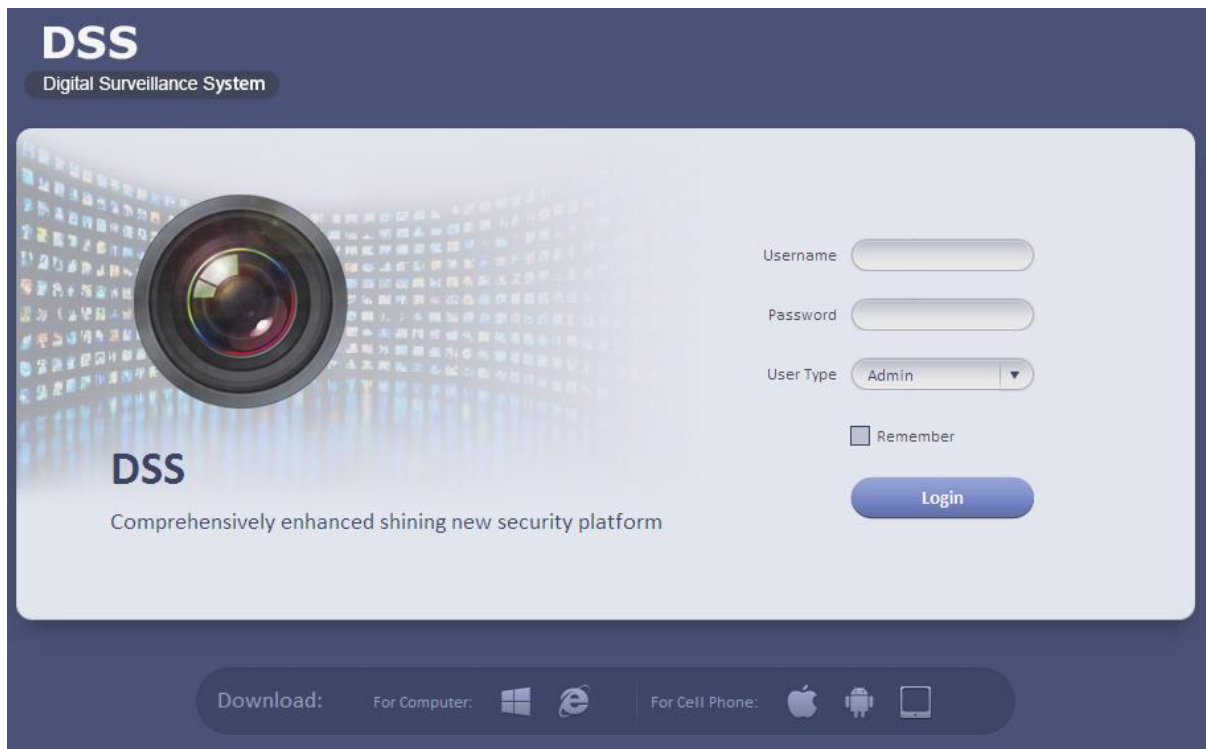 DSS
Digital Surveillance System
Username
Password
User Type Admin
Remember
Login
DSS
Comprehensively enhanced shining new security platform
Download: For Computer: For Cell Phone: